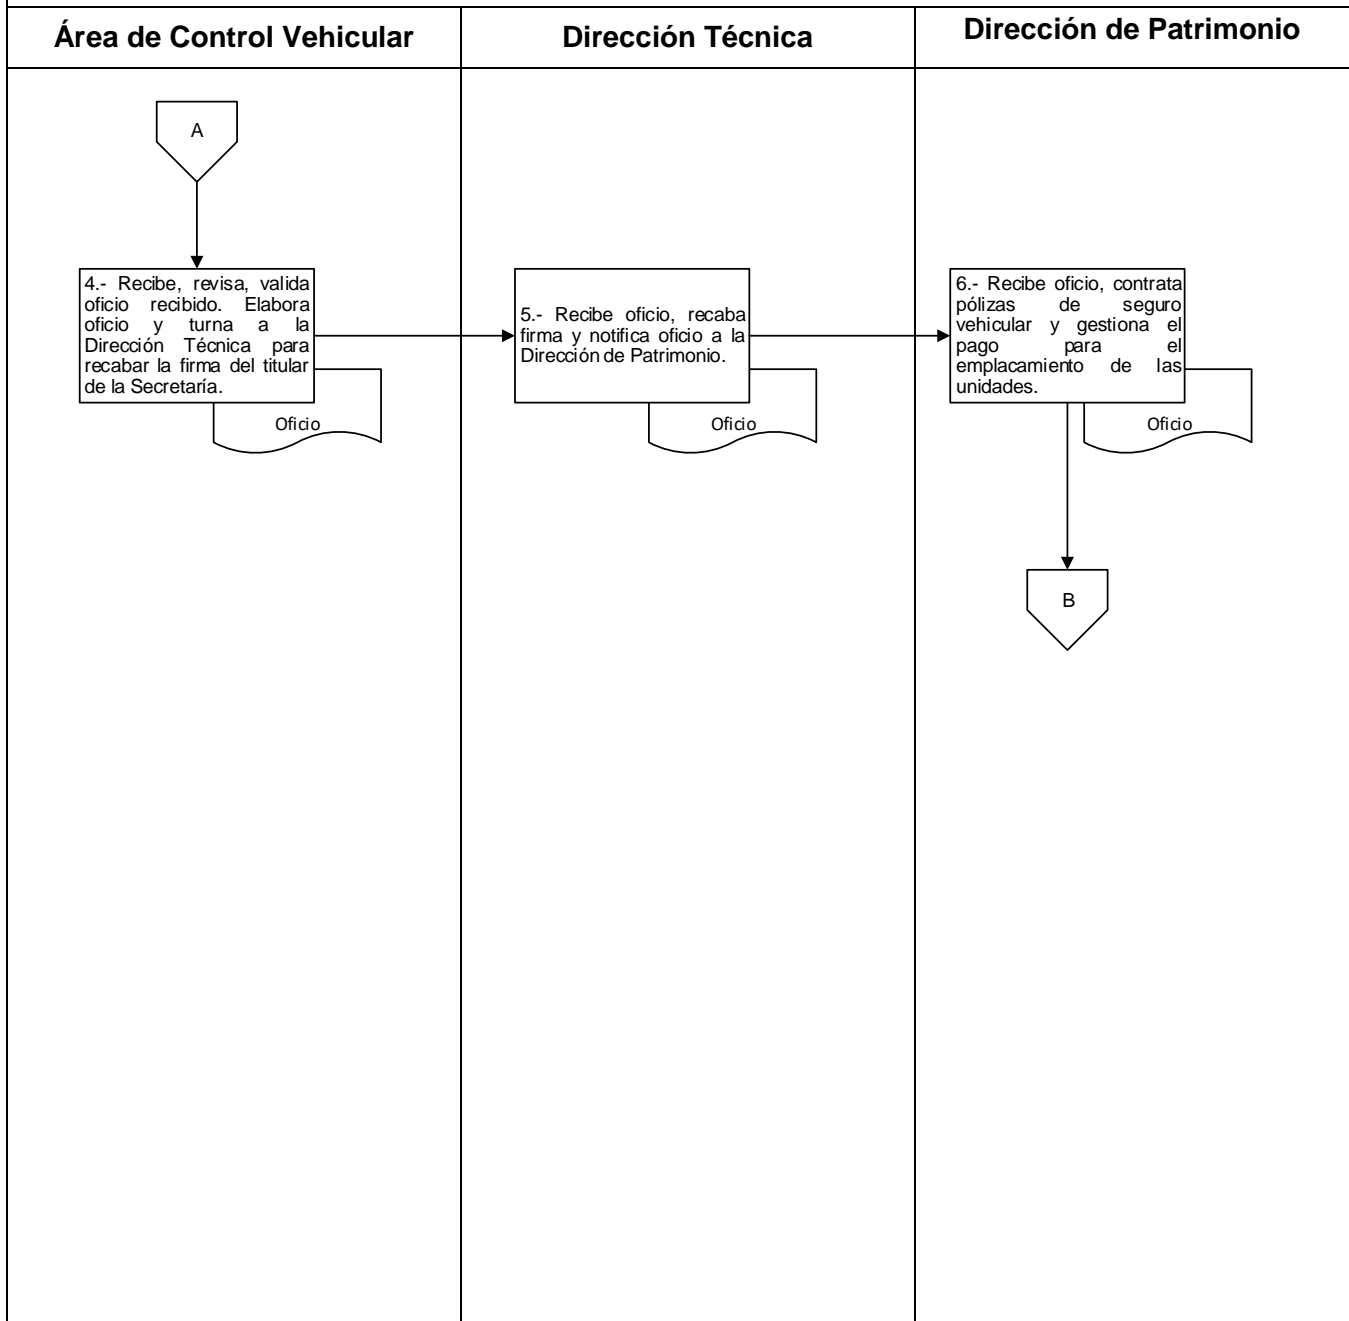 Área de Control Vehicular
Dirección Técnica
Dirección de Patrimonio
A
4.- Recibe, revisa, valida
oficio recibido. Elabora
oficio y turna a la
Dirección Técnica para
recabar la firma del titular
de la Secretaría.
Oficio
5.- Recibe oficio, recaba
firma y notifica oficio a la
Dirección de Patrimonio.
Oficio
6.- Recibe oficio, contrata
pólizas de seguro
vehicular y gestiona el
pago para el
emplacamiento de las
unidades.
Oficio
B